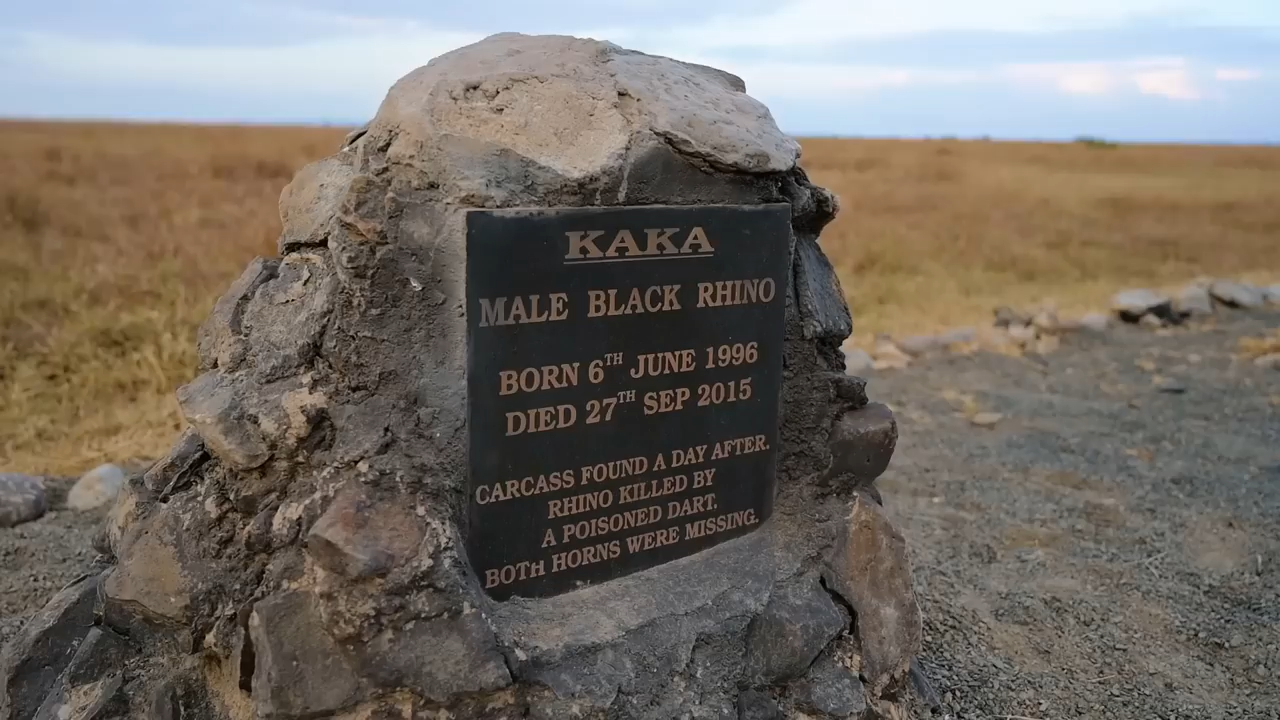 KAKA
MALE BLACK RHINO
BORN 6TH JUNE 1996
DIED 27TH SEP 2015
CARCASS FOUND A DAY AFTER.
RHINO KILLED BY
A POISONED DART.
BOTH HORNS WERE MISSING.